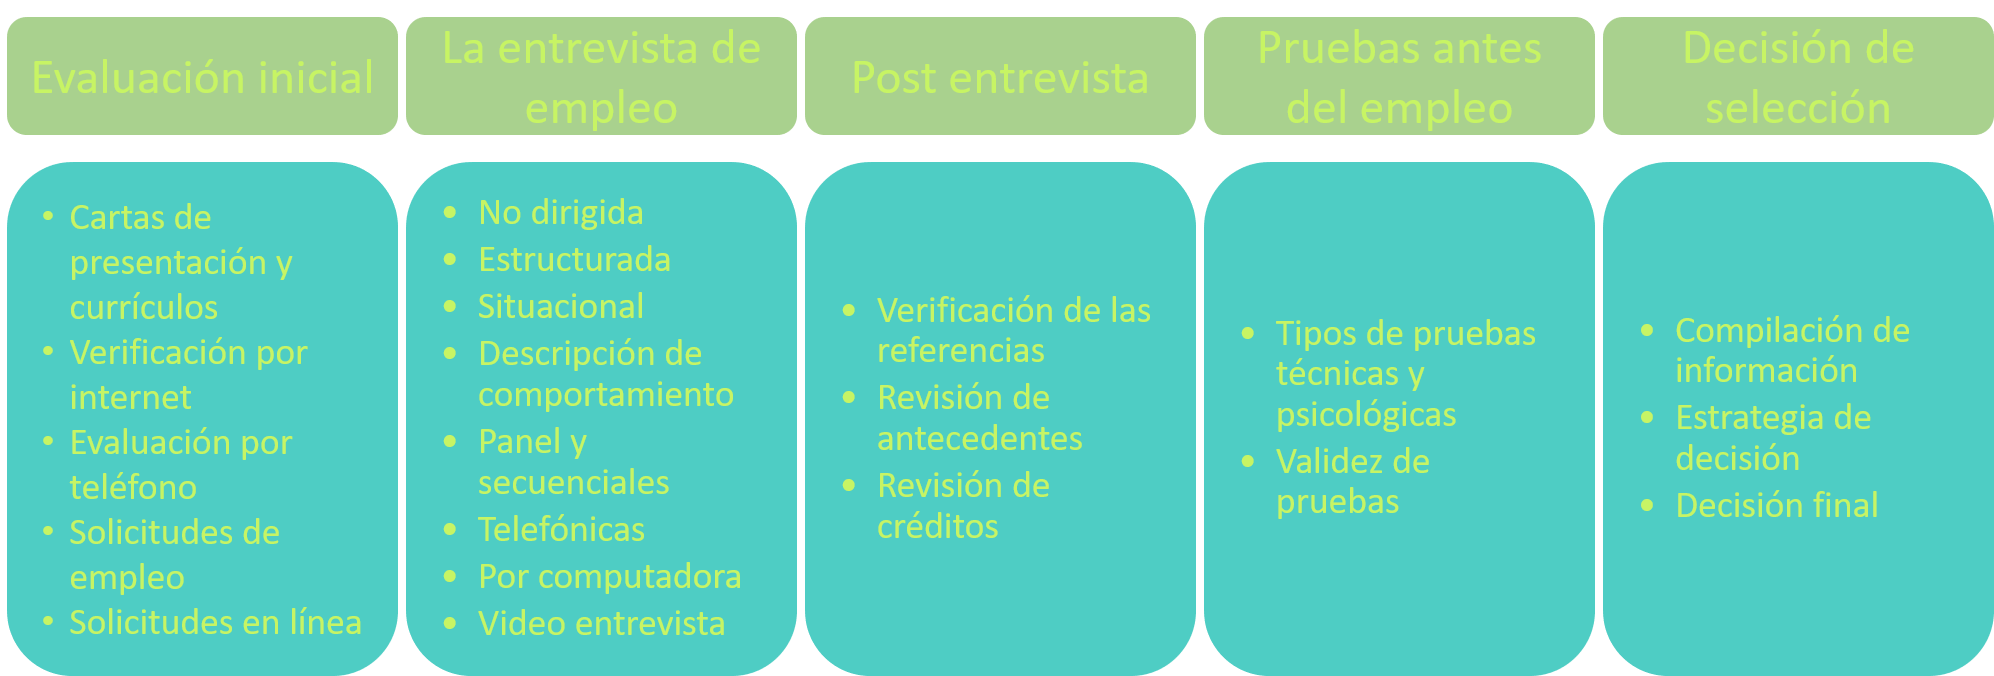 Evaluación inicial
La entrevista de
empleo
Post entrevista
Pruebas antes
del empleo
Decisión de
selección
• Cartas de
presentación y
currículos
• Verificación por
internet
• Evaluación por
teléfono
• Solicitudes de
empleo
• Solicitudes en línea
• No dirigida
• Estructurada
• Situacional
• Descripción de
comportamiento
• Panel y
secuenciales
• Telefónicas
• Por computadora
• Video entrevista
• Verificación de las
referencias
• Revisión de
antecedentes
• Revisión de
créditos
• Tipos de pruebas
técnicas y
psicológicas
• Validez de
pruebas
• Compilación de
información
• Estrategia de
decisión
• Decisión final